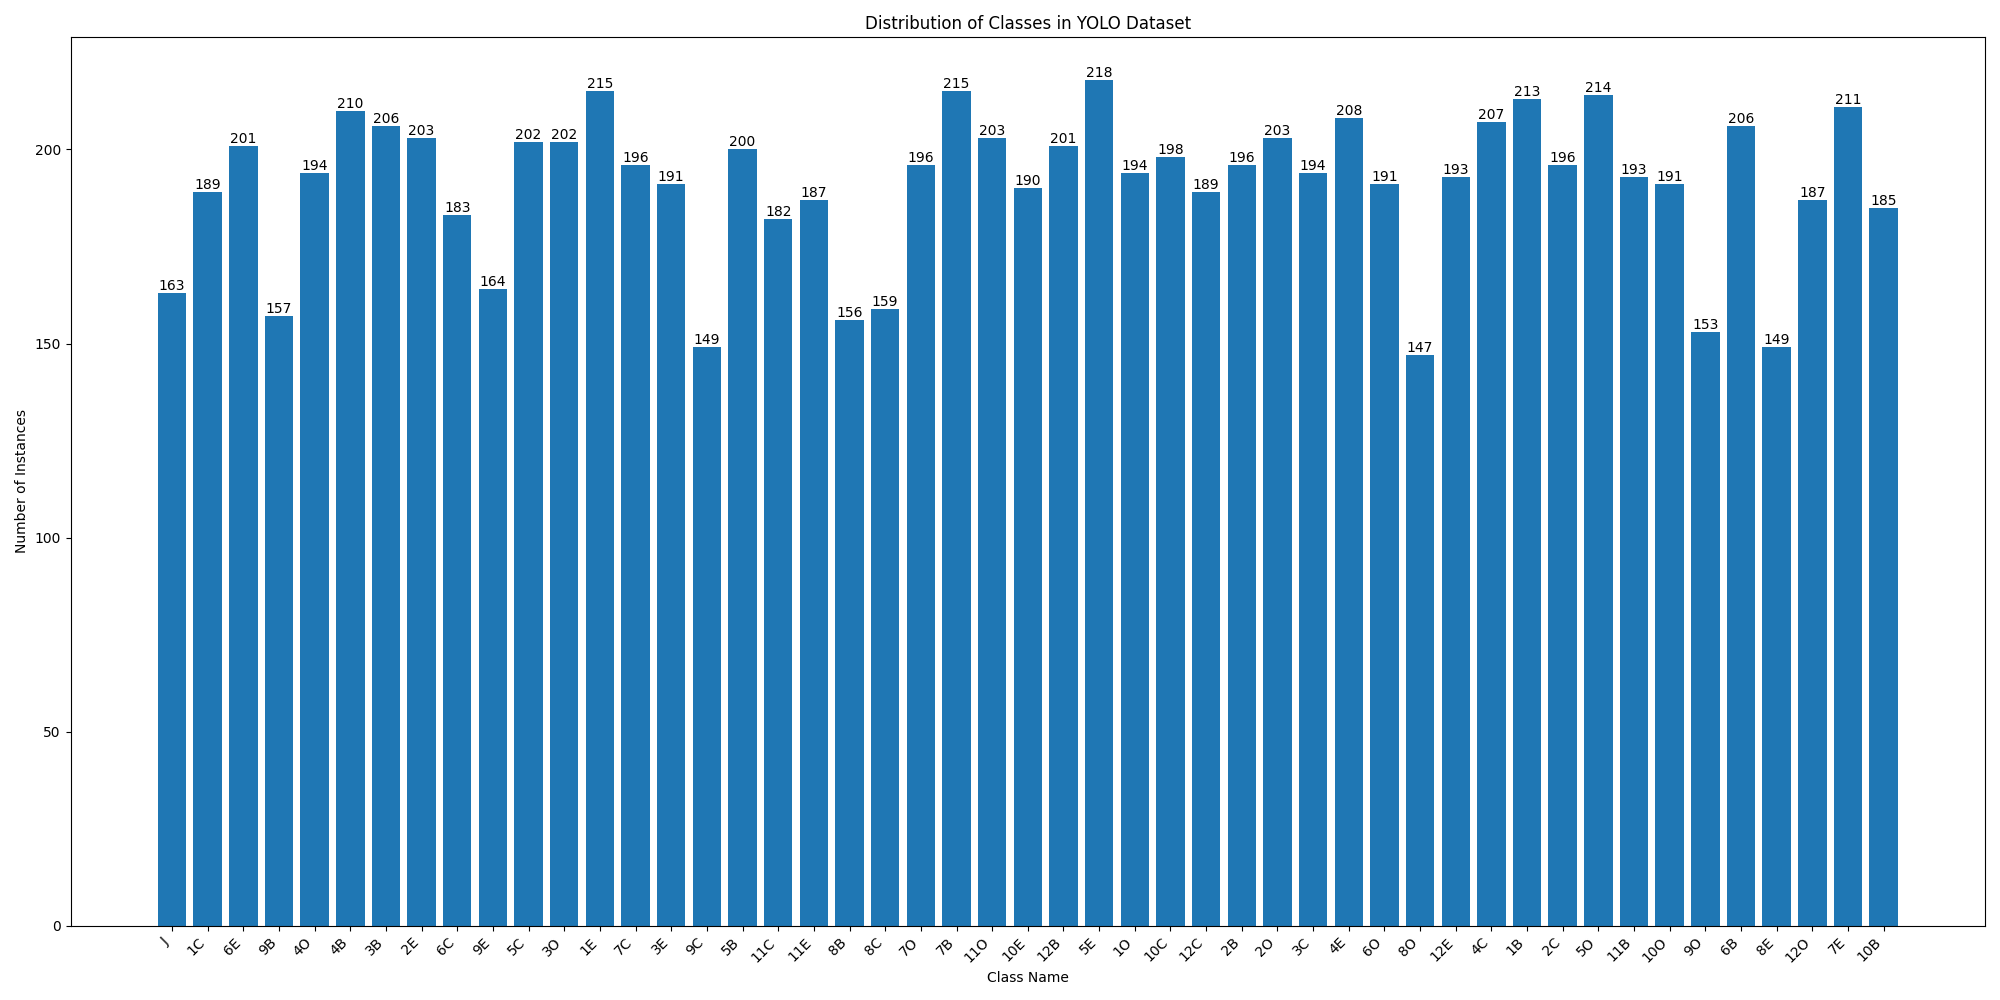 Distribution of Classes in YOLO Dataset
Number of Instances
200
150
100
50
0
163 189 201 157 194 210 206 203 183 164 202 202 215 196 191 149 200 182 187 156 159 196 215 203 190 201 218 194 198 189 196 203 194 208 191 147 193 207 213 196 214 193 191 153 206 149 187 211 185
J 1C 6E 9B 4O 4B 3B 2E 6C 9E 5C 3O 1E 7C 3E 9C 5B 11C 11E 8B 8C 7O 7B 11O 10E 12B 5E 1O 10C 12C 2B 2O 3C 4E 6O 8O 12E 4C 1B 2C 5O 11B 10O 9O 6B 8E 12O 7E 10B
Class Name